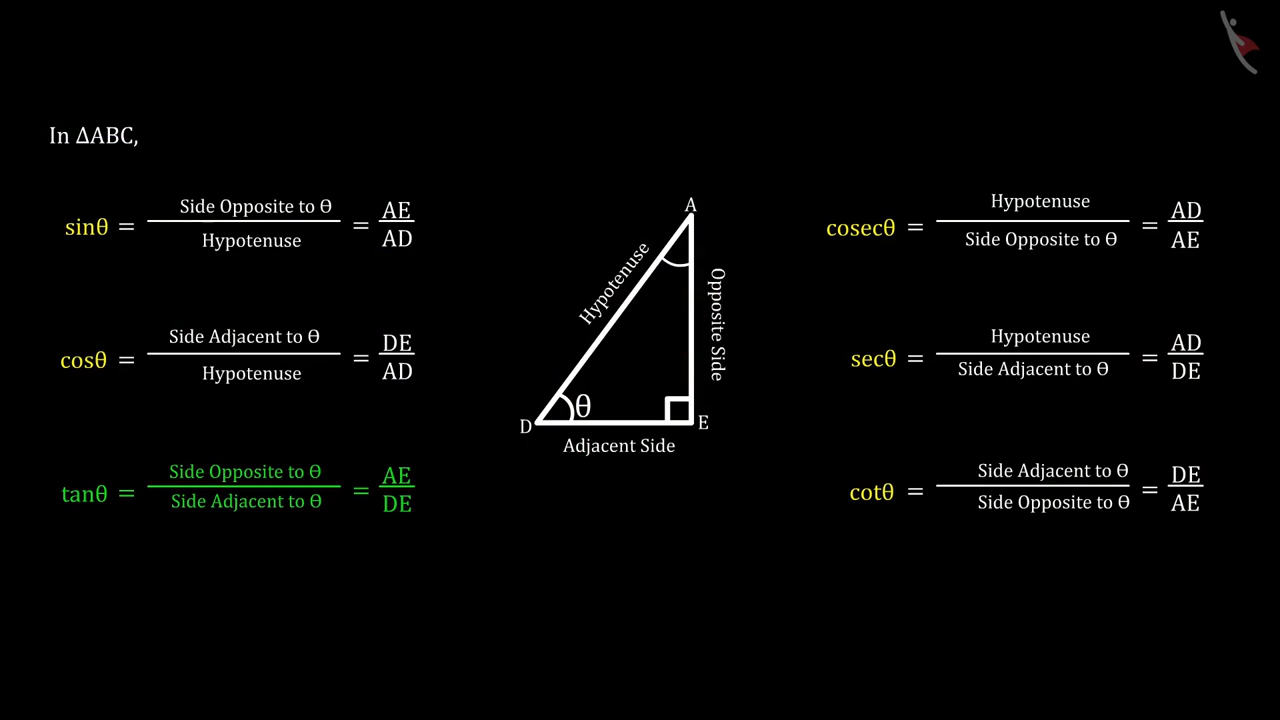 In ΔABC,
sinθ = Side Opposite to θ / Hypotenuse = AE / AD
cosθ = Side Adjacent to θ / Hypotenuse = DE / AD
tanθ = Side Opposite to θ / Side Adjacent to θ = AE / DE
A
Hypotenuse
Opposite Side
θ
D
E
Adjacent Side
cosecθ = Hypotenuse / Side Opposite to θ = AD / AE
secθ = Hypotenuse / Side Adjacent to θ = AD / DE
cotθ = Side Adjacent to θ / Side Opposite to θ = DE / AE